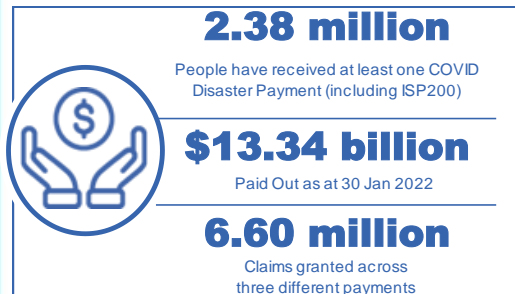 2.38 million
People have received at least one COVID
Disaster Payment (including ISP200)
$
$13.34 billion
Paid Out as at 30 Jan 2022
6.60 million
Claims granted across
three different payments